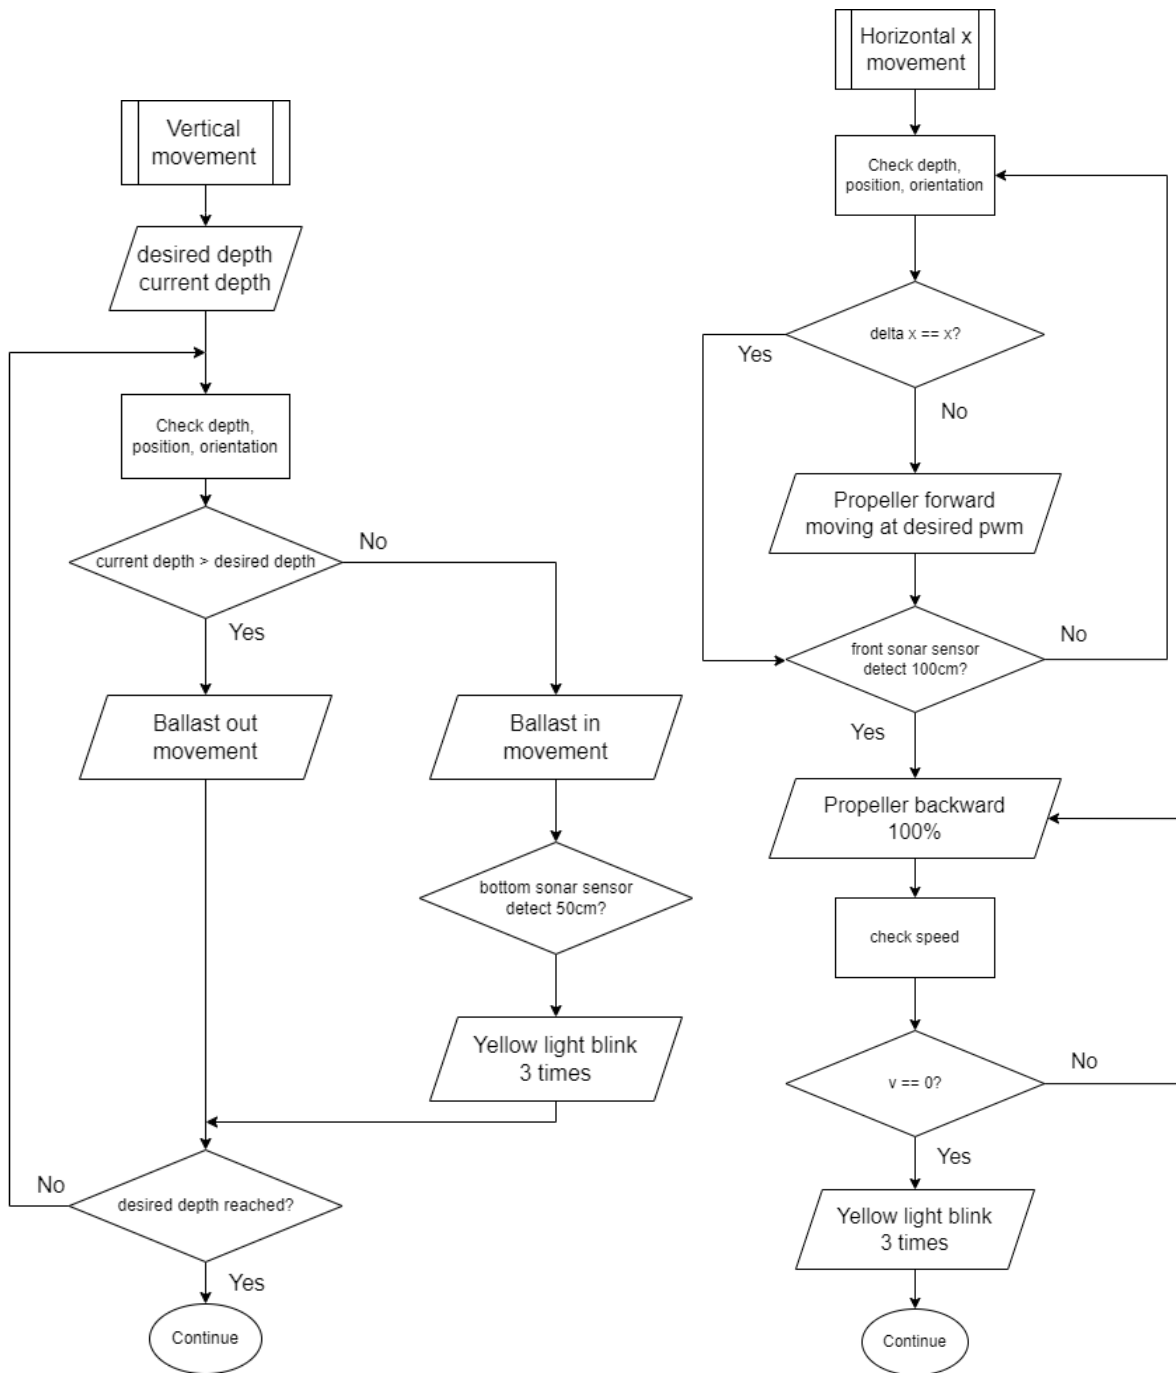 Vertical
movement
desired depth
current depth
Check depth,
position, orientation
current depth > desired depth
No
Yes
Ballast out
movement
Ballast in
movement
bottom sonar sensor
detect 50cm?
Yellow light blink
3 times
No
desired depth reached?
Yes
Continue
Horizontal x
movement
Check depth,
position, orientation
delta x == x?
Yes
No
Propeller forward
moving at desired pwm
front sonar sensor
detect 100cm?
No
Yes
Propeller backward
100%
check speed
v == 0?
No
Yes
Yellow light blink
3 times
Continue